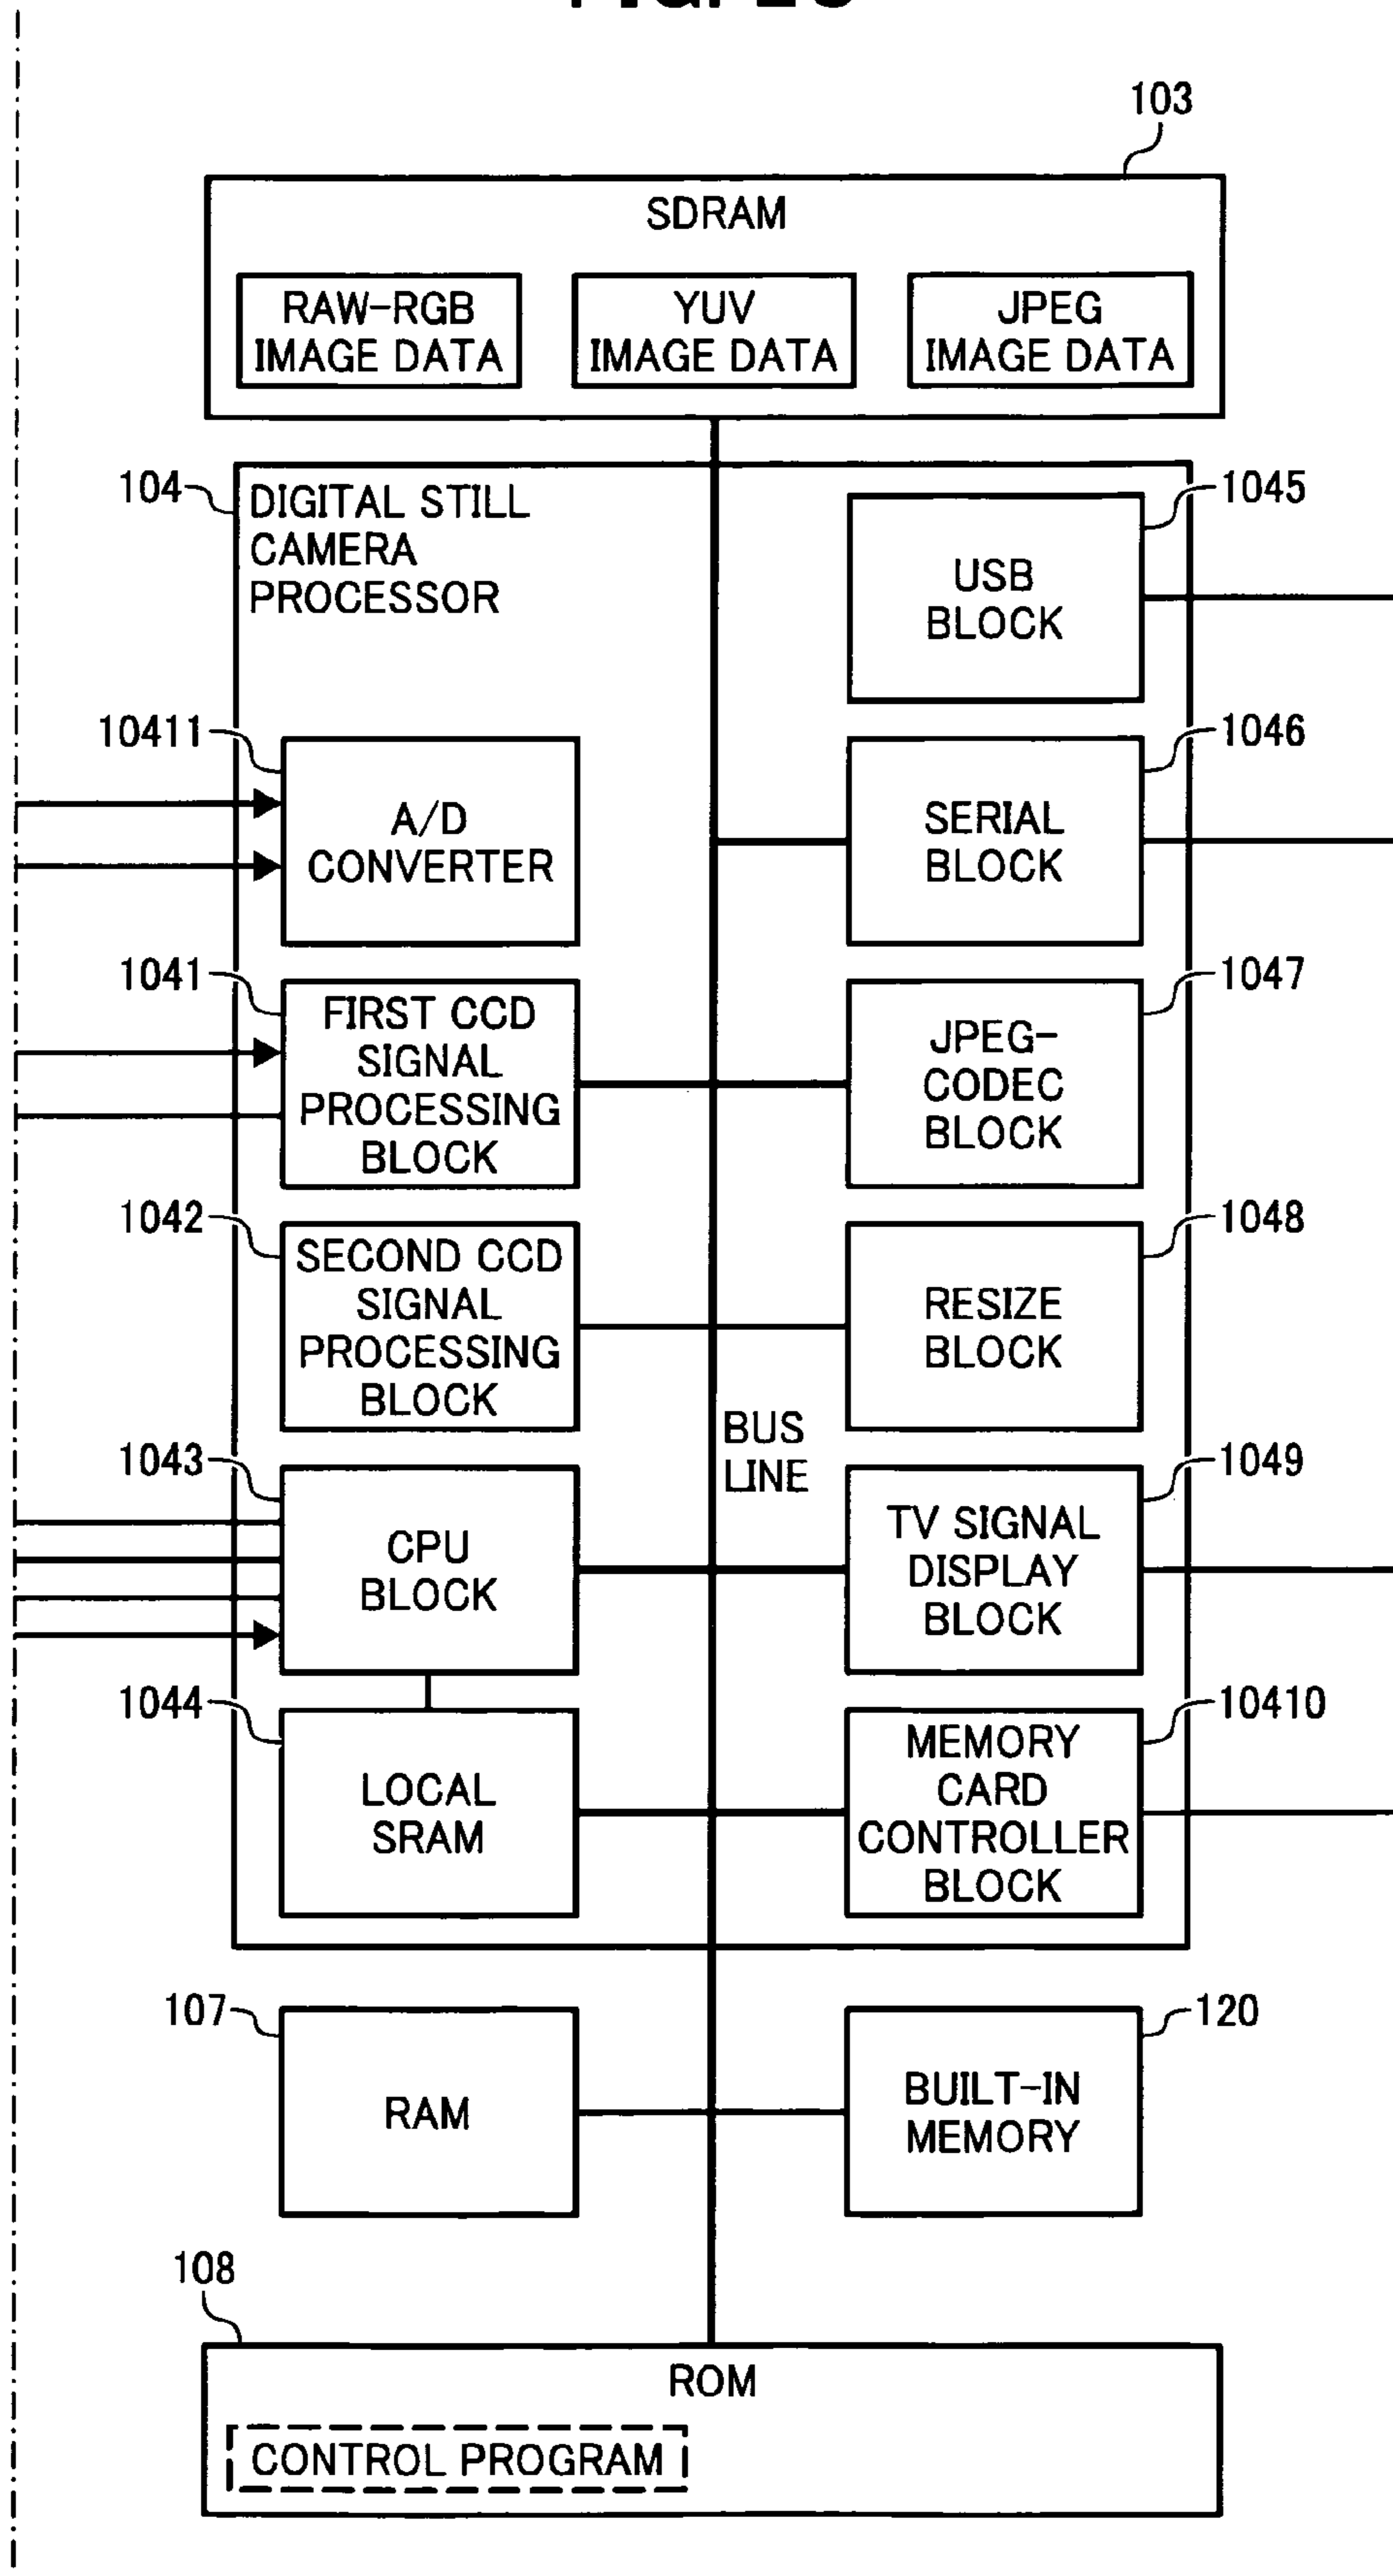 103
SDRAM
RAW-RGB
IMAGE DATA
YUV
IMAGE DATA
JPEG
IMAGE DATA
104
DIGITAL STILL
CAMERA
PROCESSOR
1045
USB
BLOCK
10411
A/D
CONVERTER
1046
SERIAL
BLOCK
1041
FIRST CCD
SIGNAL
PROCESSING
BLOCK
1047
JPEG-
CODEC
BLOCK
1042
SECOND CCD
SIGNAL
PROCESSING
BLOCK
1048
RESIZE
BLOCK
BUS
LINE
1043
CPU
BLOCK
1049
TV SIGNAL
DISPLAY
BLOCK
1044
LOCAL
SRAM
10410
MEMORY
CARD
CONTROLLER
BLOCK
107
RAM
120
BUILT-IN
MEMORY
108
ROM
CONTROL PROGRAM